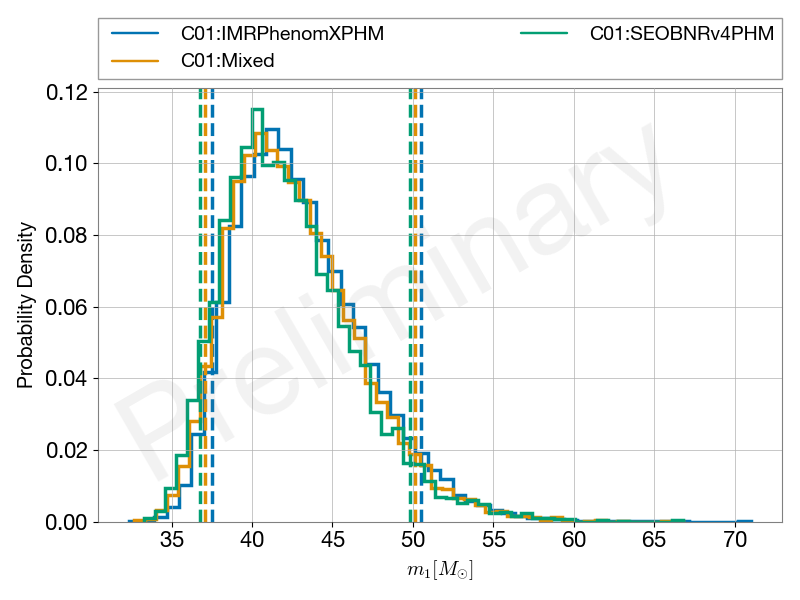 C01:IMRPhenomXPHM
C01:Mixed
C01:SEOBNRv4PHM
0.12
0.10
0.08
0.06
0.04
0.02
0.00
Probability Density
Preliminary
35 40 45 50 55 60 65 70
m₁[M⊙]